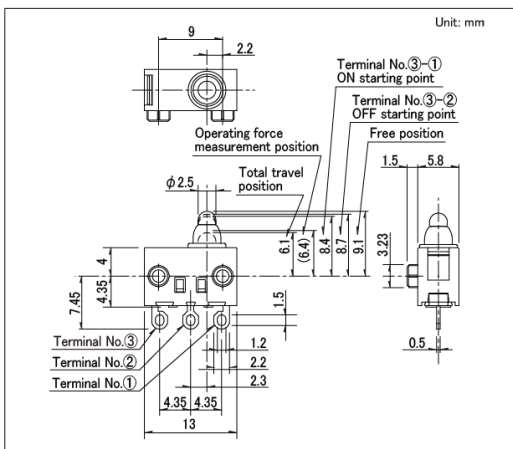 Unit: mm
9
2.2
Terminal No.③-①
ON starting point
Terminal No.③-②
OFF starting point
Operating force
measurement position
Free position
Total travel
position
1.5
5.8
φ2.5
6.1
(6.4)
8.4
8.7
9.1
3.23
4
4.35
7.45
1.5
Terminal No.③
Terminal No.②
Terminal No.①
1.2
2.2
2.3
0.5
4.35
4.35
13